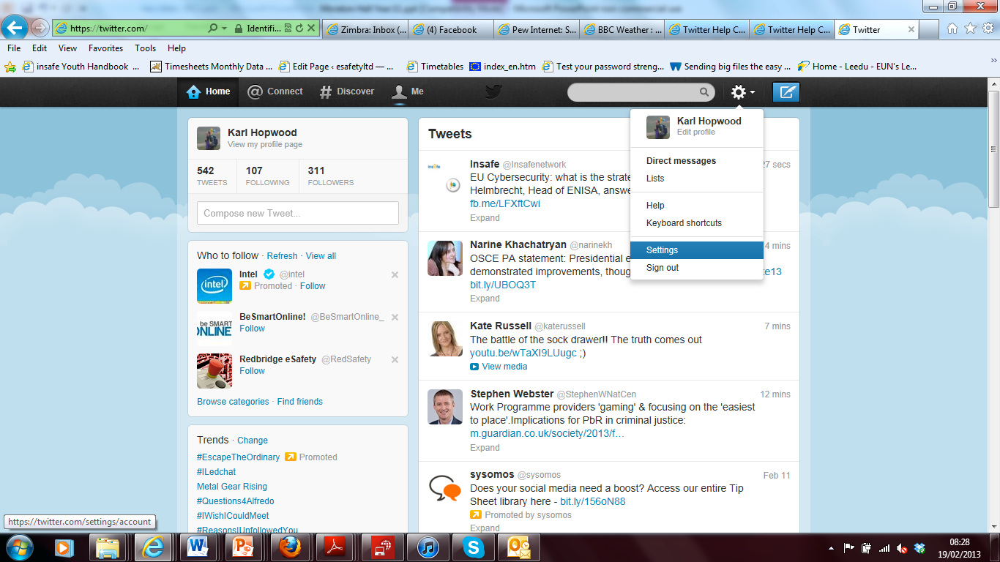 https://twitter.com/
Identifi...
Zimbra: Inbox (...
(4) Facebook
Pew Internet: S...
BBC Weather : ...
Twitter Help C...
Twitter Help C...
Twitter
File Edit View Favorites Tools Help
insafe Youth Handbook ...
Timesheets Monthly Data ...
Edit Page ‹ esafetyltd — ...
Timetables
index_en.htm
Test your password streng...
Sending big files the easy ...
Home - Leedu - EUN's Le...
Home
Connect
Discover
Me
Karl Hopwood
View my profile page
542 107 311
TWEETS FOLLOWING FOLLOWERS
Compose new Tweet...
Who to follow · Refresh · View all
Intel @intel
Promoted · Follow
BeSmartOnline! @BeSmartOnline_
Follow
be SMART
ONLINE
Redbridge eSafety @RedSafety
Follow
Browse categories · Find friends
Trends · Change
#EscapeTheOrdinary Promoted
#ILedchat
Metal Gear Rising
#Questions4Alfredo
#IWishICouldMeet
#ReasonsIUnfollowedYou
Tweets
Insafe @Insafenetwork 27 secs
EU Cybersecurity: what is the strate
Helmbrecht, Head of ENISA, answe
fb.me/LFXftCwi
Expand
Narine Khachatryan @narinekh 4 mins
OSCE PA statement: Presidential e
demonstrated improvements, thoug te13
bit.ly/UBOQ3T
Expand
Kate Russell @katerussell 7 mins
The battle of the sock drawer!! The truth comes out
youtu.be/wTaXI9LUugc ;)
View media
Stephen Webster @StephenWNatCen 12 mins
Work Programme providers 'gaming' & focusing on the 'easiest
to place'.Implications for PbR in criminal justice:
m.guardian.co.uk/society/2013/f…
Expand
sysomos @sysomos Feb 11
Does your social media need a boost? Access our entire Tip
Sheet library here - bit.ly/156oN88
Promoted by sysomos
Expand
Karl Hopwood
Edit profile
Direct messages
Lists
Help
Keyboard shortcuts
Settings
Sign out
https://twitter.com/settings/account
08:28
19/02/2013